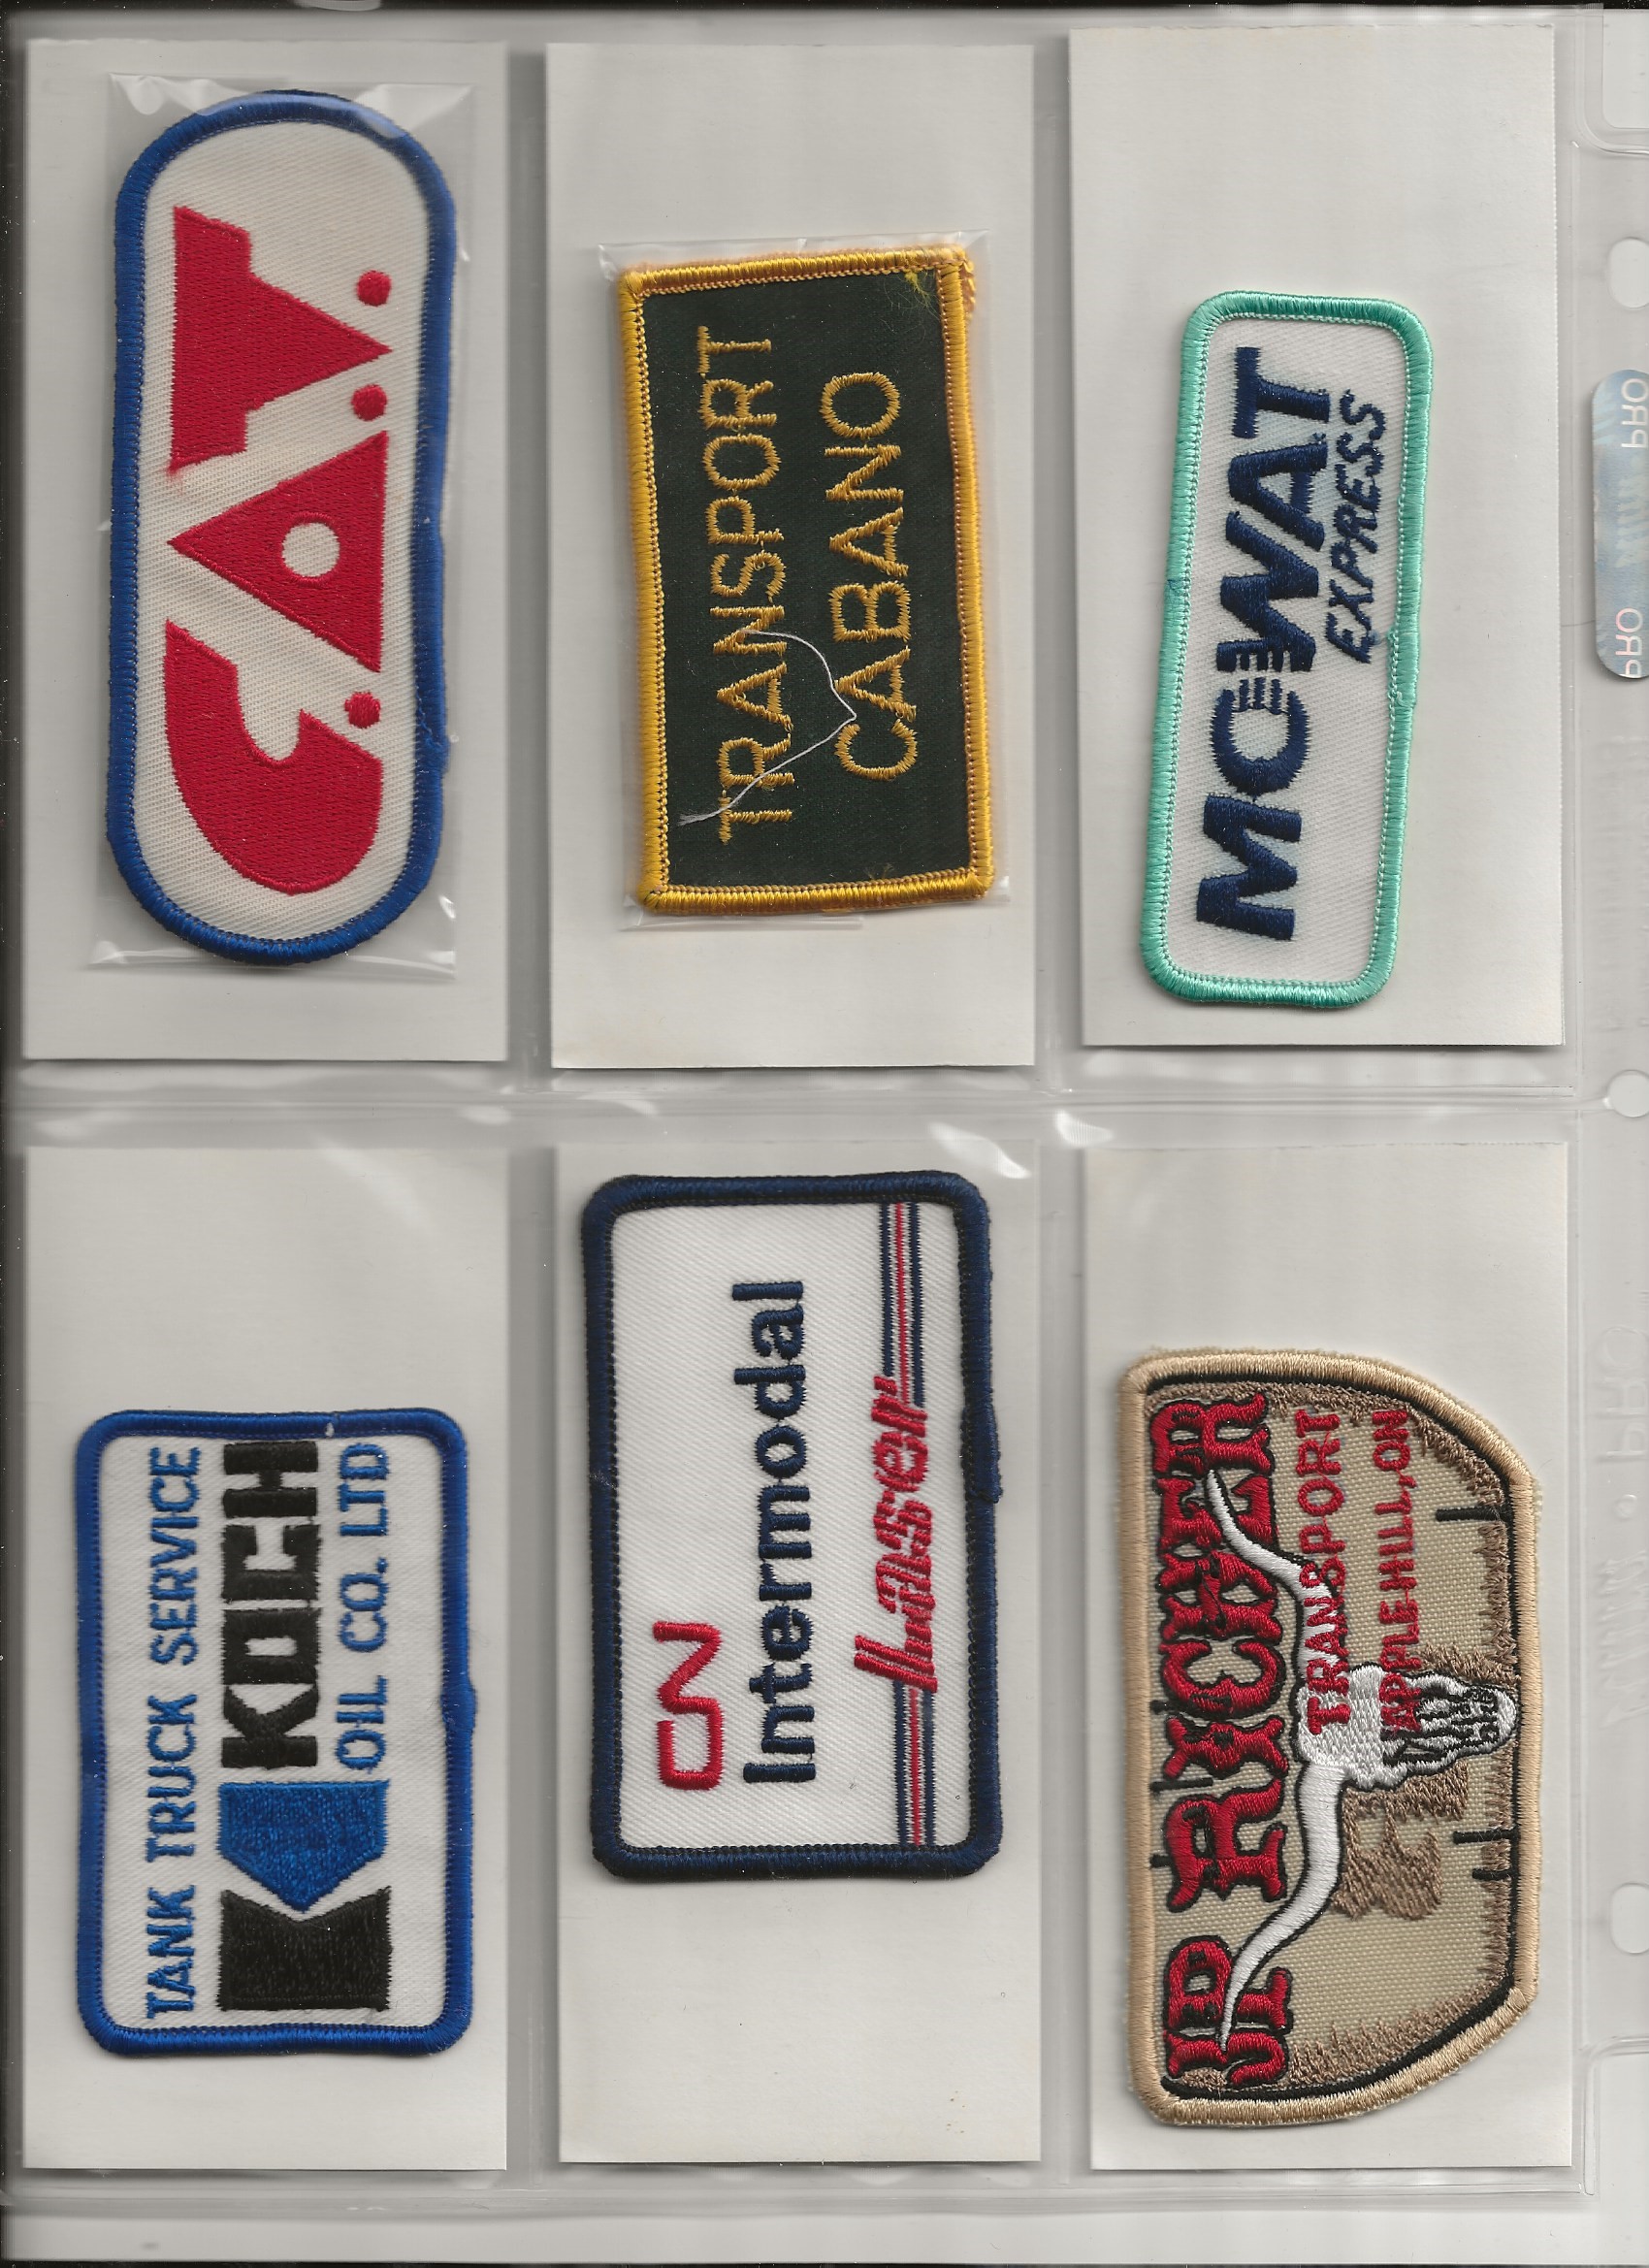 TANK TRUCK SERVICE
KOCH
OIL CO. LTD
C.A.T.
CN
Intermodal
Laser
TRANSPORT
CABANO
JP RICHER
TRANSPORT
APPLE-HILL, ON
MOWAT
EXPRESS
PRO
PRO PRO